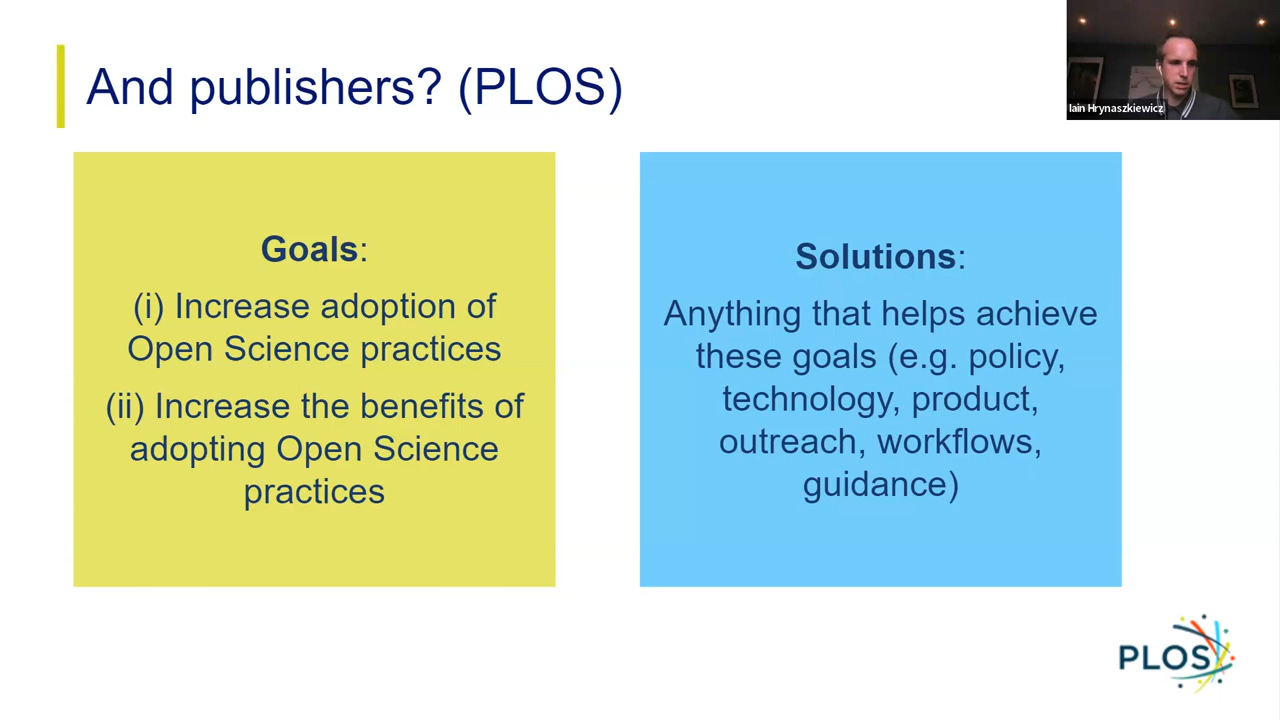 And publishers? (PLOS)
Iain Hrynaszkiewicz
Goals:
(i) Increase adoption of
Open Science practices
(ii) Increase the benefits of
adopting Open Science
practices
Solutions:
Anything that helps achieve
these goals (e.g. policy,
technology, product,
outreach, workflows,
guidance)
PLOS